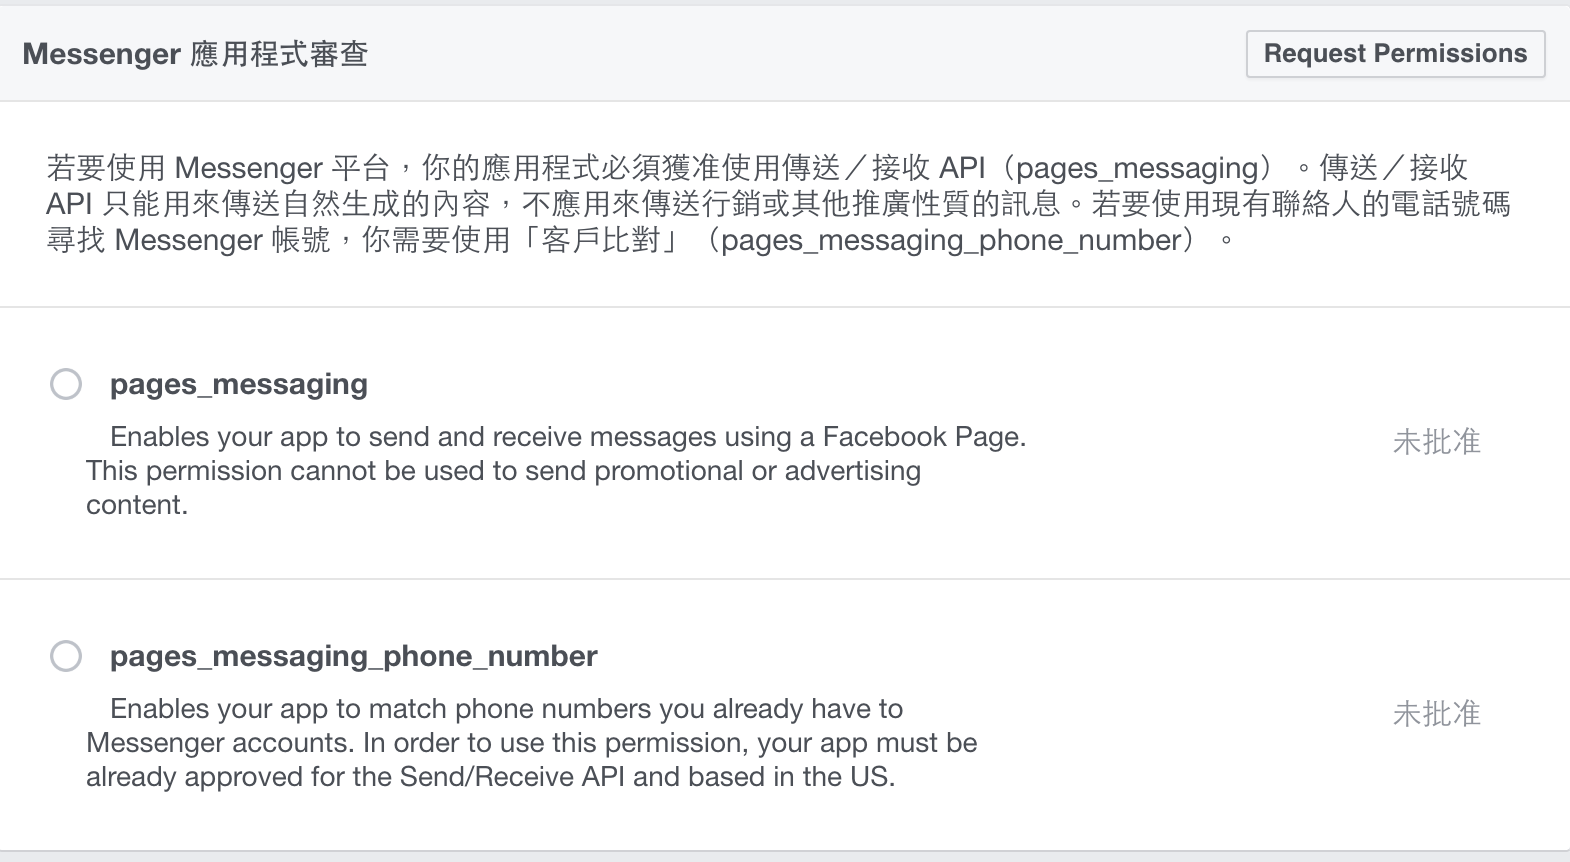 Messenger 應用程式審查
Request Permissions
若要使用 Messenger 平台，你的應用程式必須獲准使用傳送／接收 API（pages_messaging）。傳送／接收
API 只能用來傳送自然生成的內容，不應用來傳送行銷或其他推廣性質的訊息。若要使用現有聯絡人的電話號碼
尋找 Messenger 帳號，你需要使用「客戶比對」（pages_messaging_phone_number）。
pages_messaging
Enables your app to send and receive messages using a Facebook Page.
This permission cannot be used to send promotional or advertising
content.
未批准
pages_messaging_phone_number
Enables your app to match phone numbers you already have to
Messenger accounts. In order to use this permission, your app must be
already approved for the Send/Receive API and based in the US.
未批准